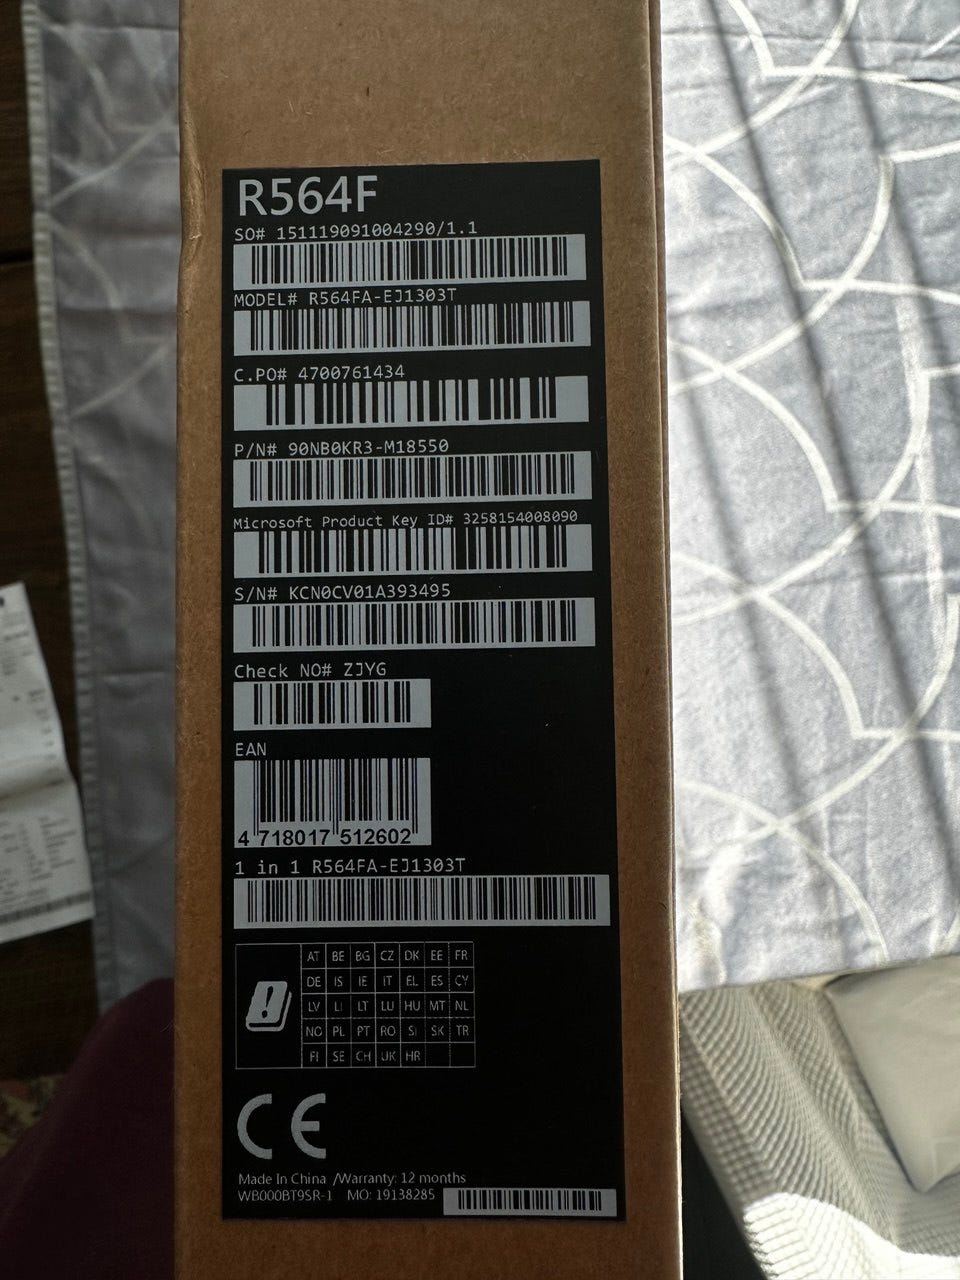 R564F
SO# 151119091004290/1.1
MODEL# R564FA-EJ1303T
C.PO# 4700761434
P/N# 90NB0KR3-M18550
Microsoft Product Key ID# 3258154008090
S/N# KCN0CV01A393495
Check NO# ZJYG
EAN
4 718017 512602
1 in 1 R564FA-EJ1303T
AT BE BG CZ DK EE FR
DE IS IE IT EL ES CY
LV LI LT LU HU MT NL
NO PL PT RO SI SK TR
FI SE CH UK HR
CE
Made In China /Warranty: 12 months
WB000BT9SR-1 MO: 19138285